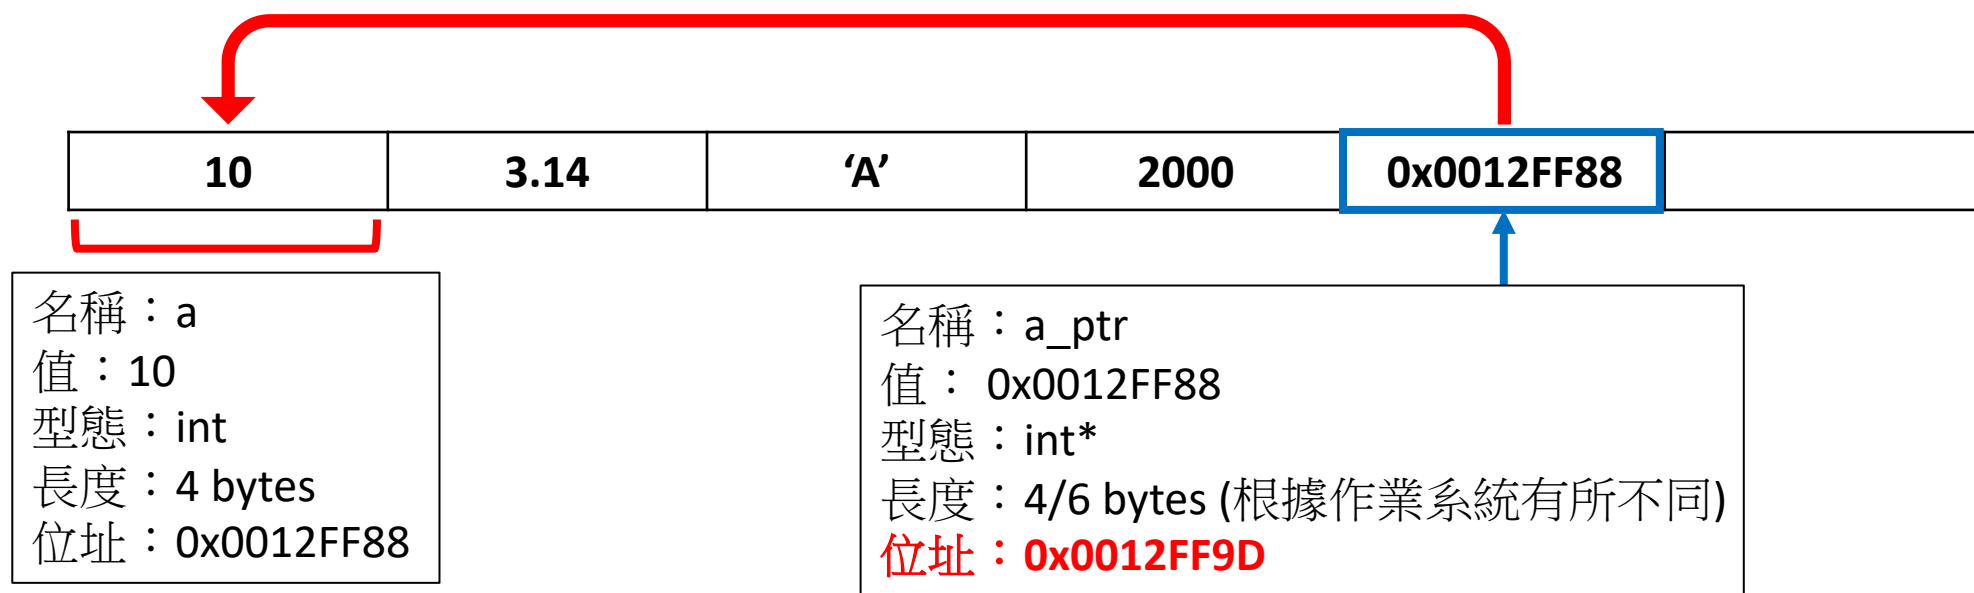 10 3.14 ‘A’ 2000 0x0012FF88
名稱：a
值：10
型態：int
長度：4 bytes
位址：0x0012FF88
名稱：a_ptr
值： 0x0012FF88
型態：int*
長度：4/6 bytes (根據作業系統有所不同)
位址：0x0012FF9D